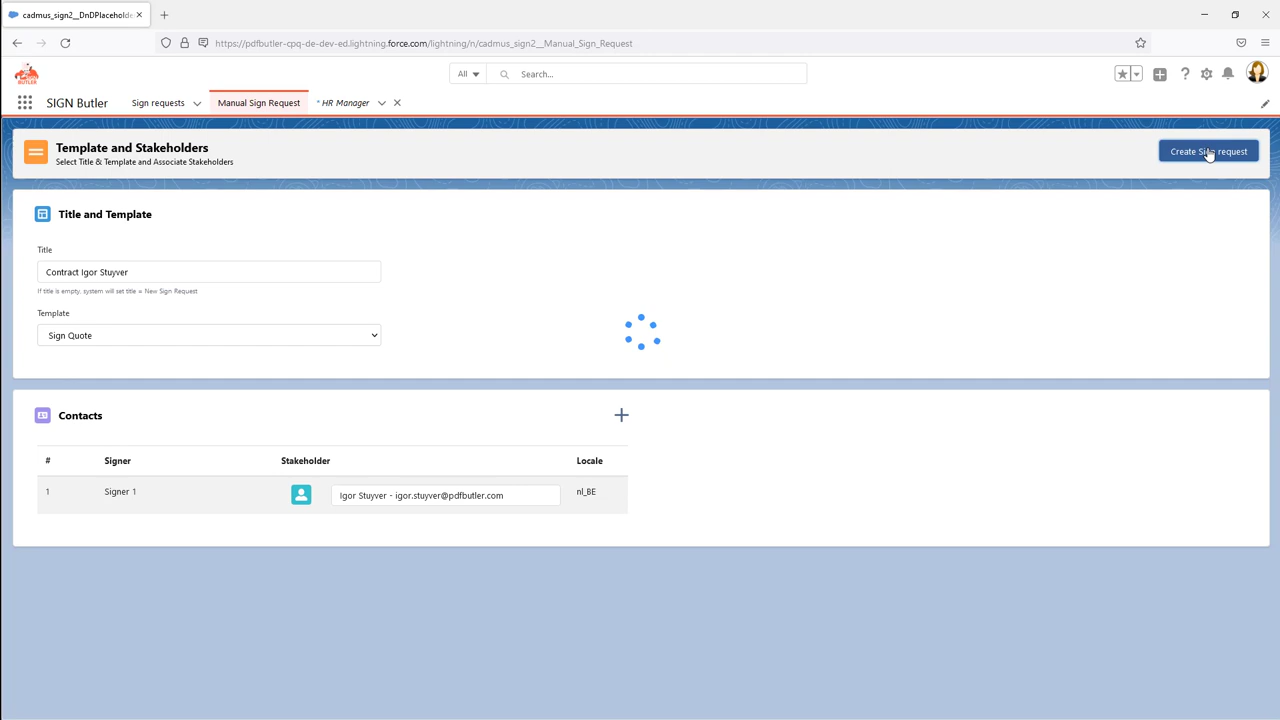 cadmus_sign2__DnDPlacehold
https://pdfbutler-cpq-de-dev-ed.lightning.force.com/lightning/n/cadmus_sign2__Manual_Sign_Request
All
Search...
SIGN Butler
Sign requests
Manual Sign Request
* HR Manager
Template and Stakeholders
Select Title & Template and Associate Stakeholders
Create Sign request
Title and Template
Title
Contract Igor Stuyver
If title is empty, system will set title = New Sign Request
Template
Sign Quote
Contacts
# Signer Stakeholder Locale
1 Signer 1 Igor Stuyver - igor.stuyver@pdfbutler.com nl_BE